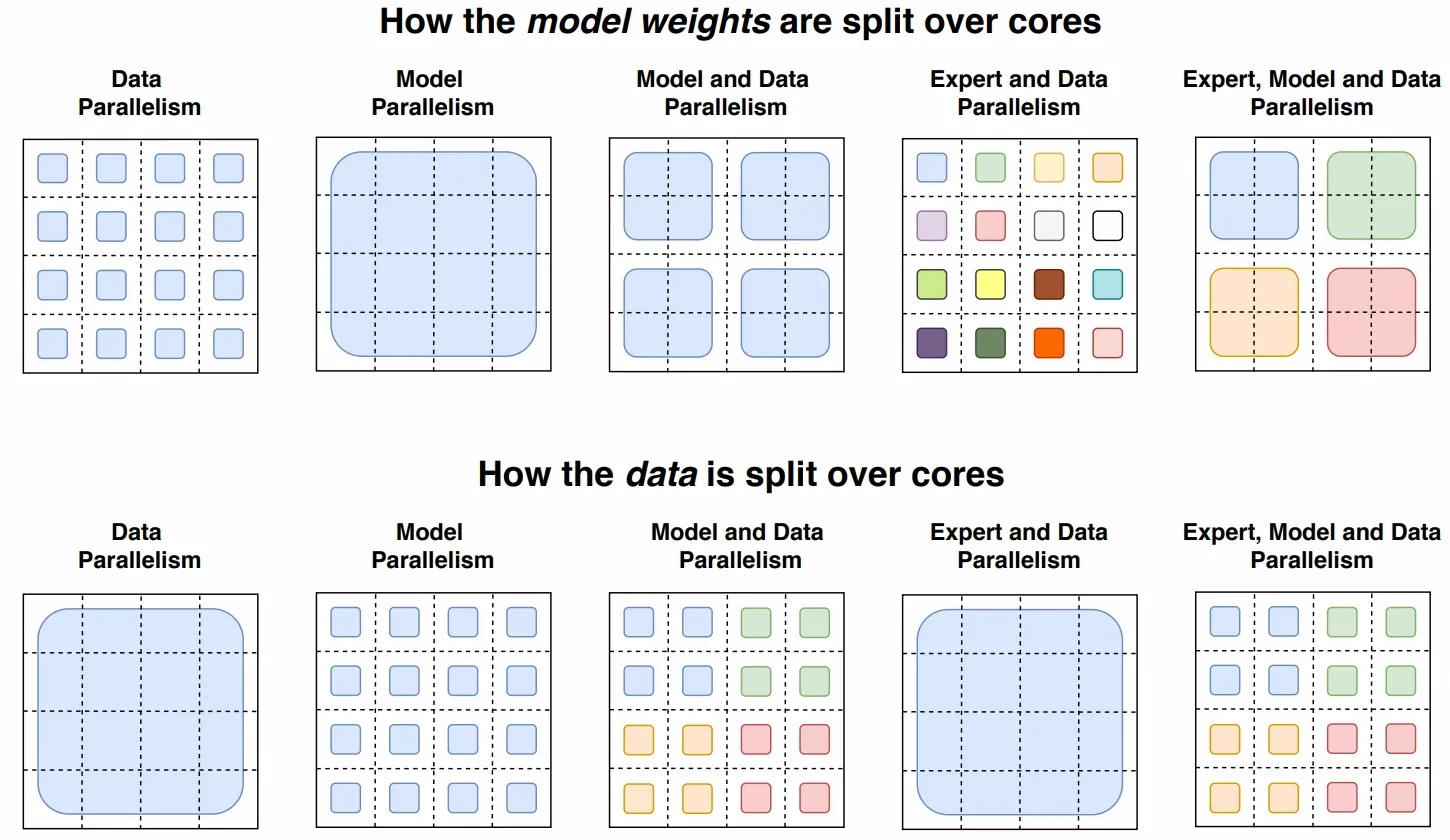 How the model weights are split over cores
Data
Parallelism
Model
Parallelism
Model and Data
Parallelism
Expert and Data
Parallelism
Expert, Model and Data
Parallelism
How the data is split over cores
Data
Parallelism
Model
Parallelism
Model and Data
Parallelism
Expert and Data
Parallelism
Expert, Model and Data
Parallelism